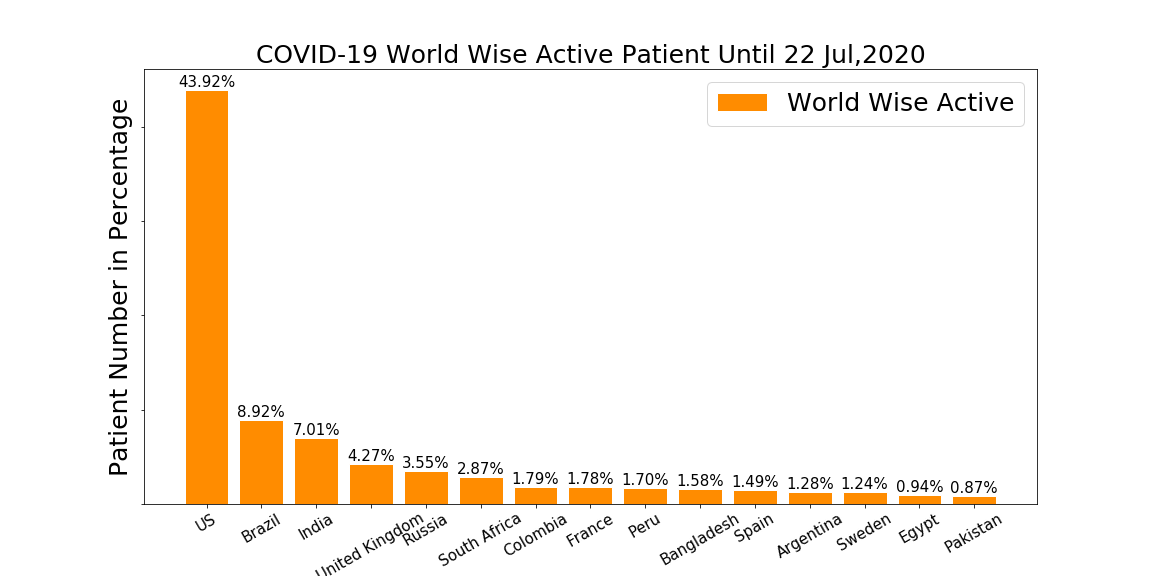 COVID-19 World Wise Active Patient Until 22 Jul,2020
World Wise Active
Patient Number in Percentage
43.92%
8.92%
7.01%
4.27%
3.55%
2.87%
1.79%
1.78%
1.70%
1.58%
1.49%
1.28%
1.24%
0.94%
0.87%
US
Brazil
India
United Kingdom
Russia
South Africa
Colombia
France
Peru
Bangladesh
Spain
Argentina
Sweden
Egypt
Pakistan